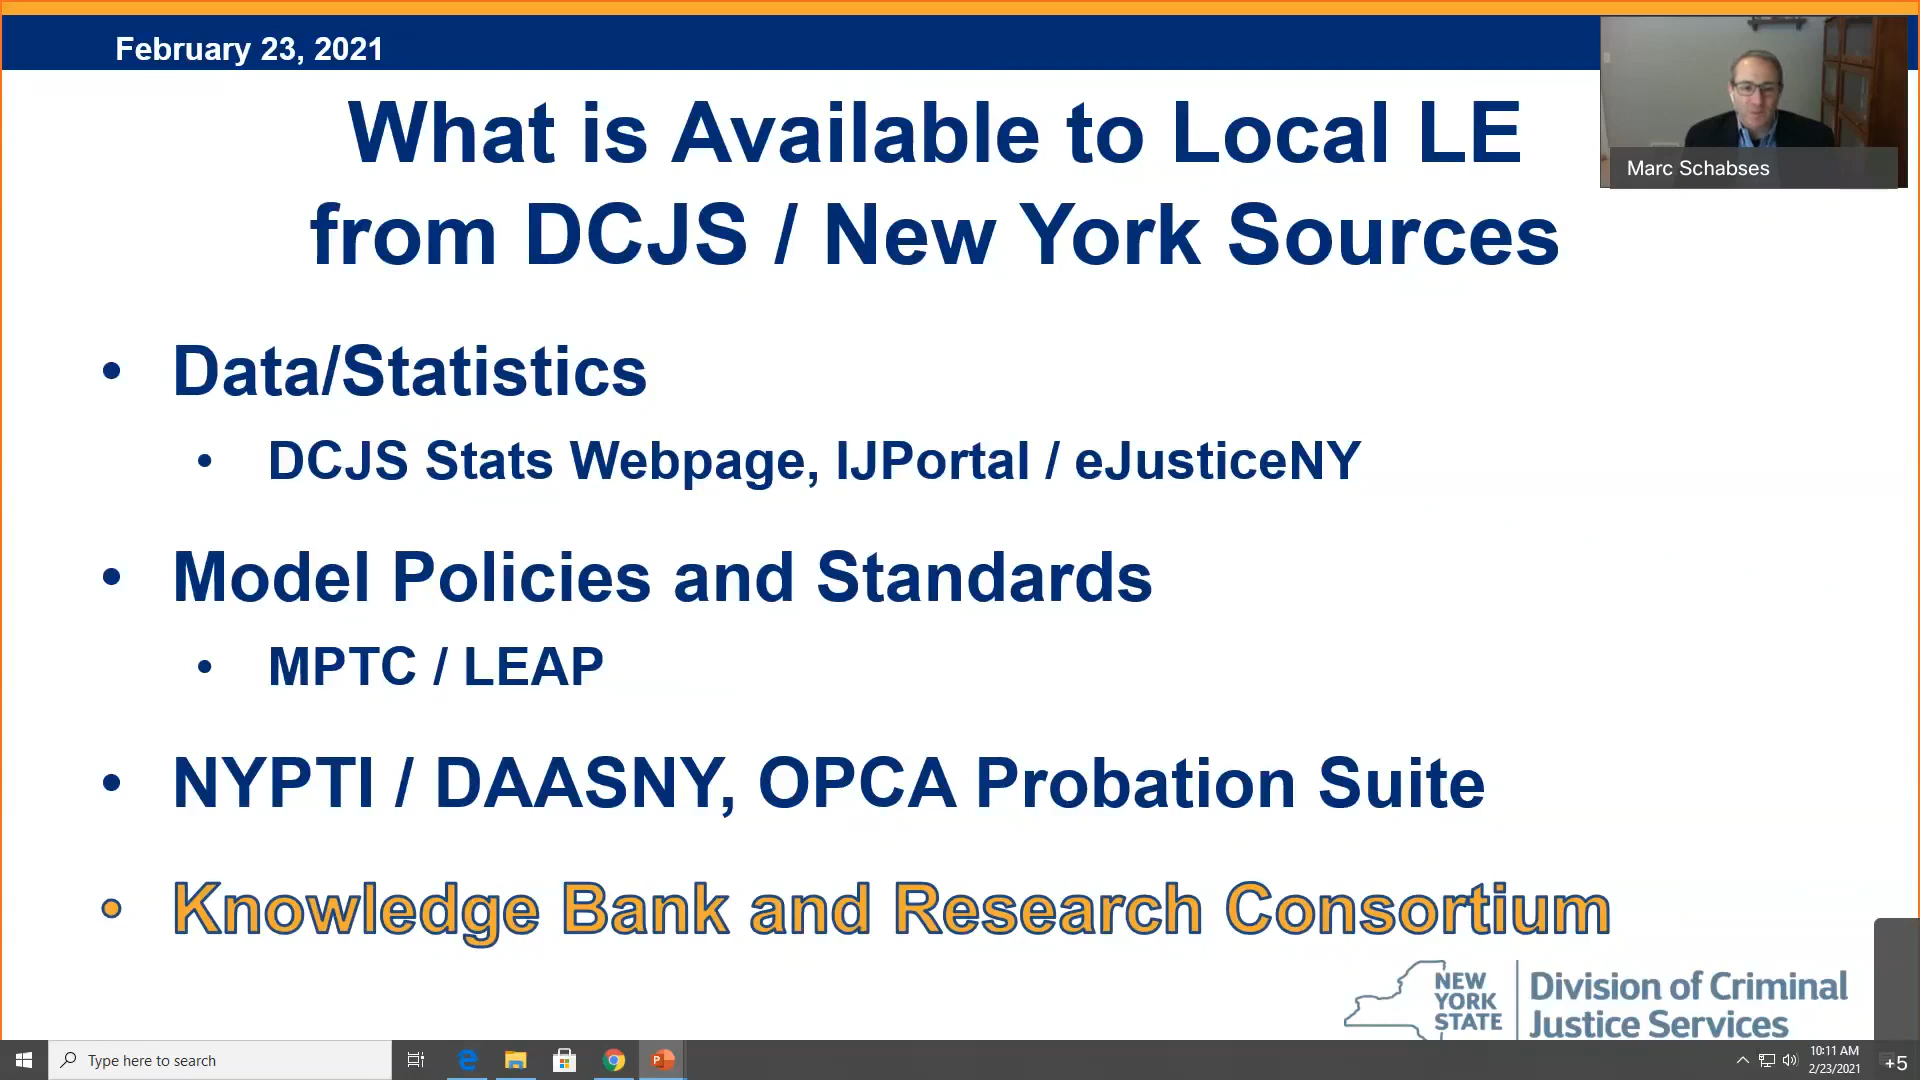 February 23, 2021
Marc Schabses
What is Available to Local LE
from DCJS / New York Sources
• Data/Statistics
• DCJS Stats Webpage, IJPortal / eJusticeNY
• Model Policies and Standards
• MPTC / LEAP
• NYPTI / DAASNY, OPCA Probation Suite
• Knowledge Bank and Research Consortium
NEW
YORK
STATE
Division of Criminal
Justice Services
Type here to search
10:11 AM
2/23/2021
+5